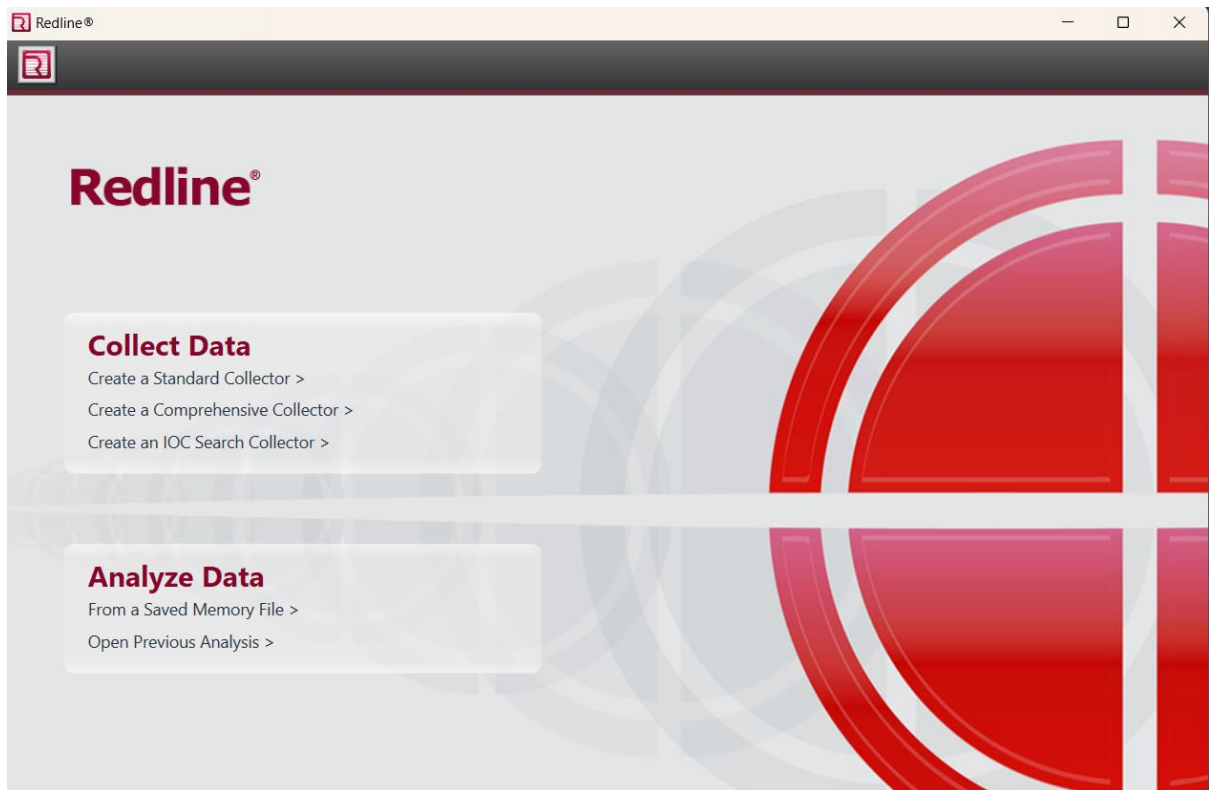 Redline®
Redline®
Collect Data
Create a Standard Collector >
Create a Comprehensive Collector >
Create an IOC Search Collector >
Analyze Data
From a Saved Memory File >
Open Previous Analysis >